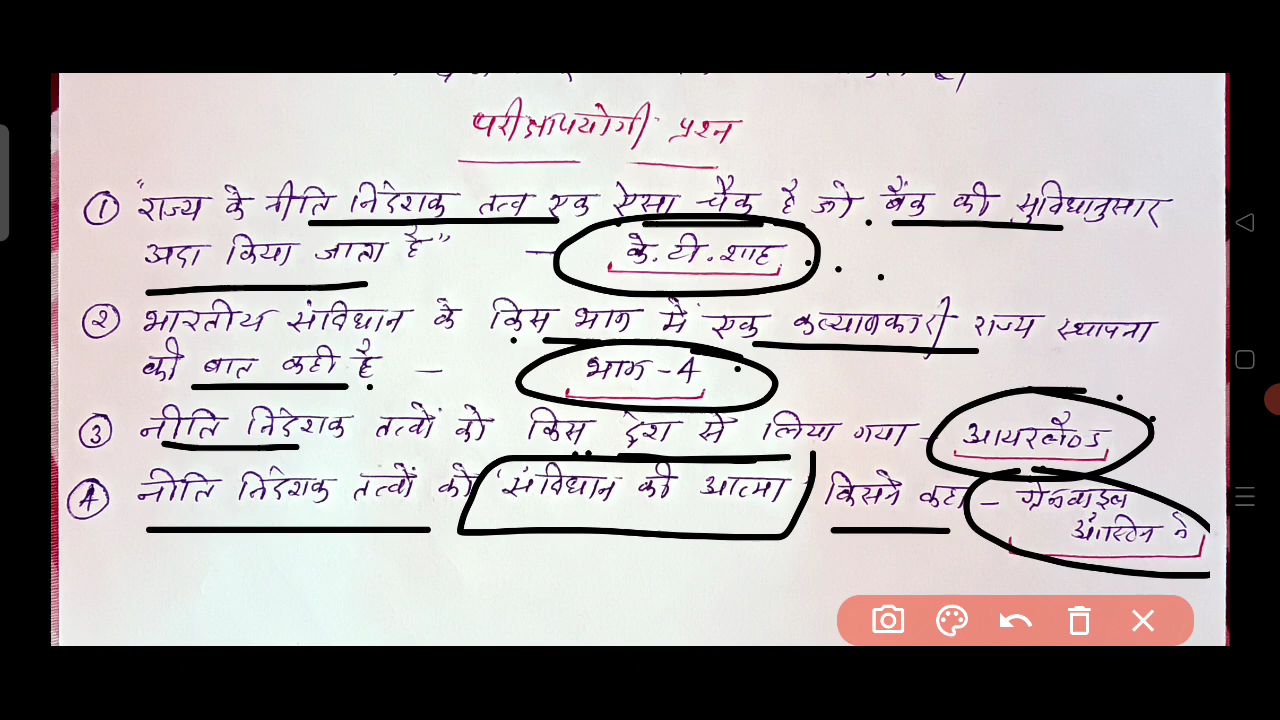 परीक्षापयोगी प्रश्न
① "राज्य के नीति निदेशक तत्व एक ऐसा चैक है जो बैंक की सुविधानुसार
अदा किया जाता है" — के. टी. शाह
② भारतीय संविधान के किस भाग में एक कल्याणकारी राज्य स्थापना
की बात कही है — भाग - 4
③ नीति निदेशक तत्वों को किस देश से लिया गया – आयरलैण्ड
④ नीति निदेशक तत्वों को 'संविधान की आत्मा' किसने कहा – ग्रेनवाइल
ऑस्टिन ने